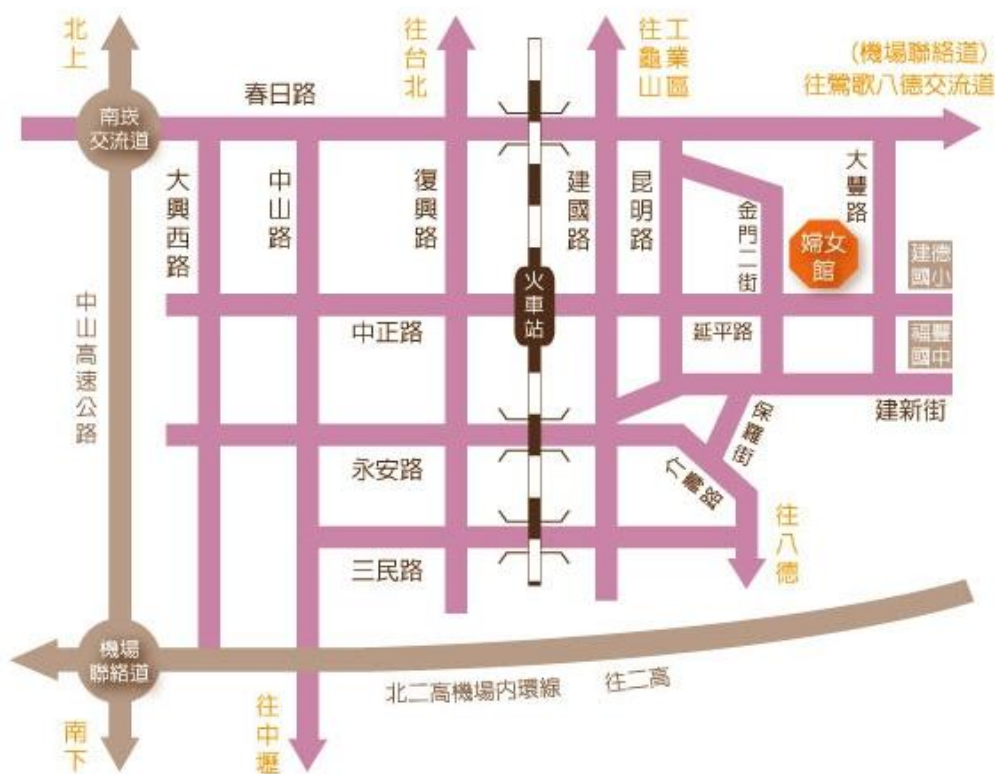 北上
往台北
往龜山
工業區
(機場聯絡道)
往鶯歌八德交流道
春日路
南崁
交流道
大興西路
中山路
復興路
建國路
昆明路
金門二街
大豐路
婦女
館
建德
國小
中山高速公路
火車站
中正路
延平路
福豐
國中
建新街
保羅街
永安路
介壽路
往八德
三民路
機場
聯絡道
北二高機場內環線
往二高
南下
往中壢